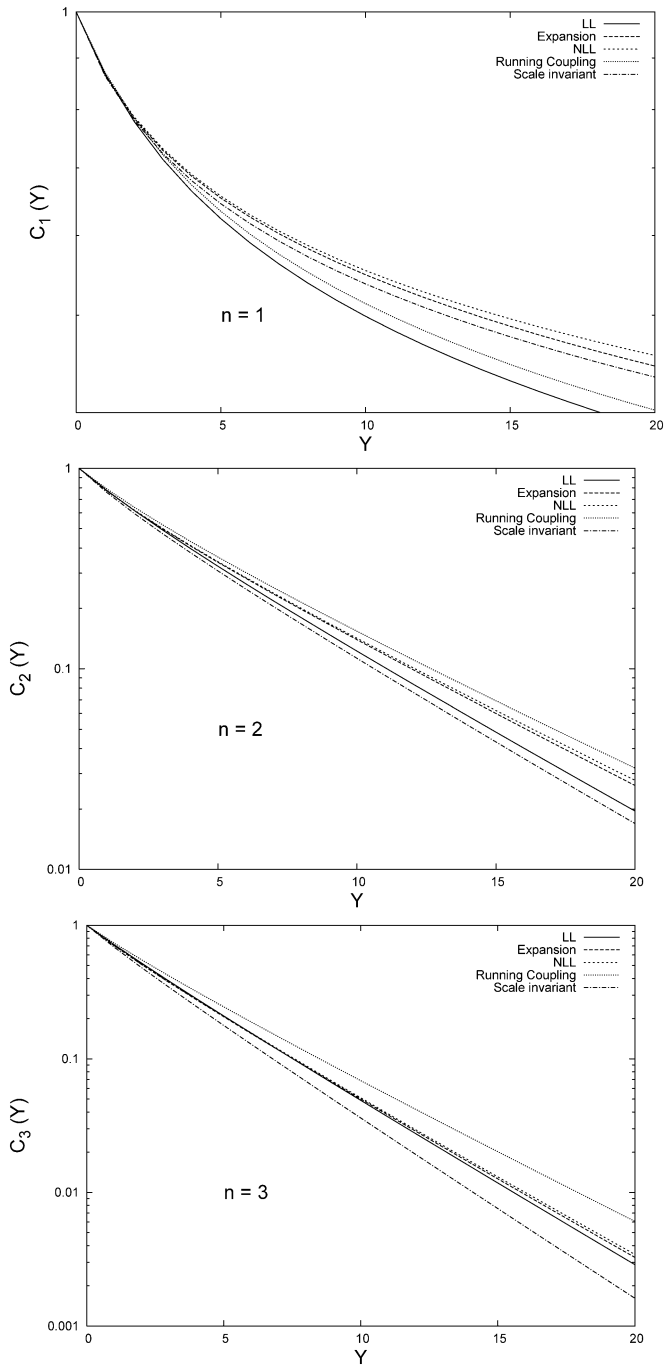 1
LL
Expansion
NLL
Running Coupling
Scale invariant
C1 (Y)
n = 1
0 5 10 15 20
Y
1
LL
Expansion
NLL
Running Coupling
Scale invariant
C2 (Y)
0.1
n = 2
0.01
0 5 10 15 20
Y
1
LL
Expansion
NLL
Running Coupling
Scale invariant
0.1
C3 (Y)
0.01
n = 3
0.001
0 5 10 15 20
Y